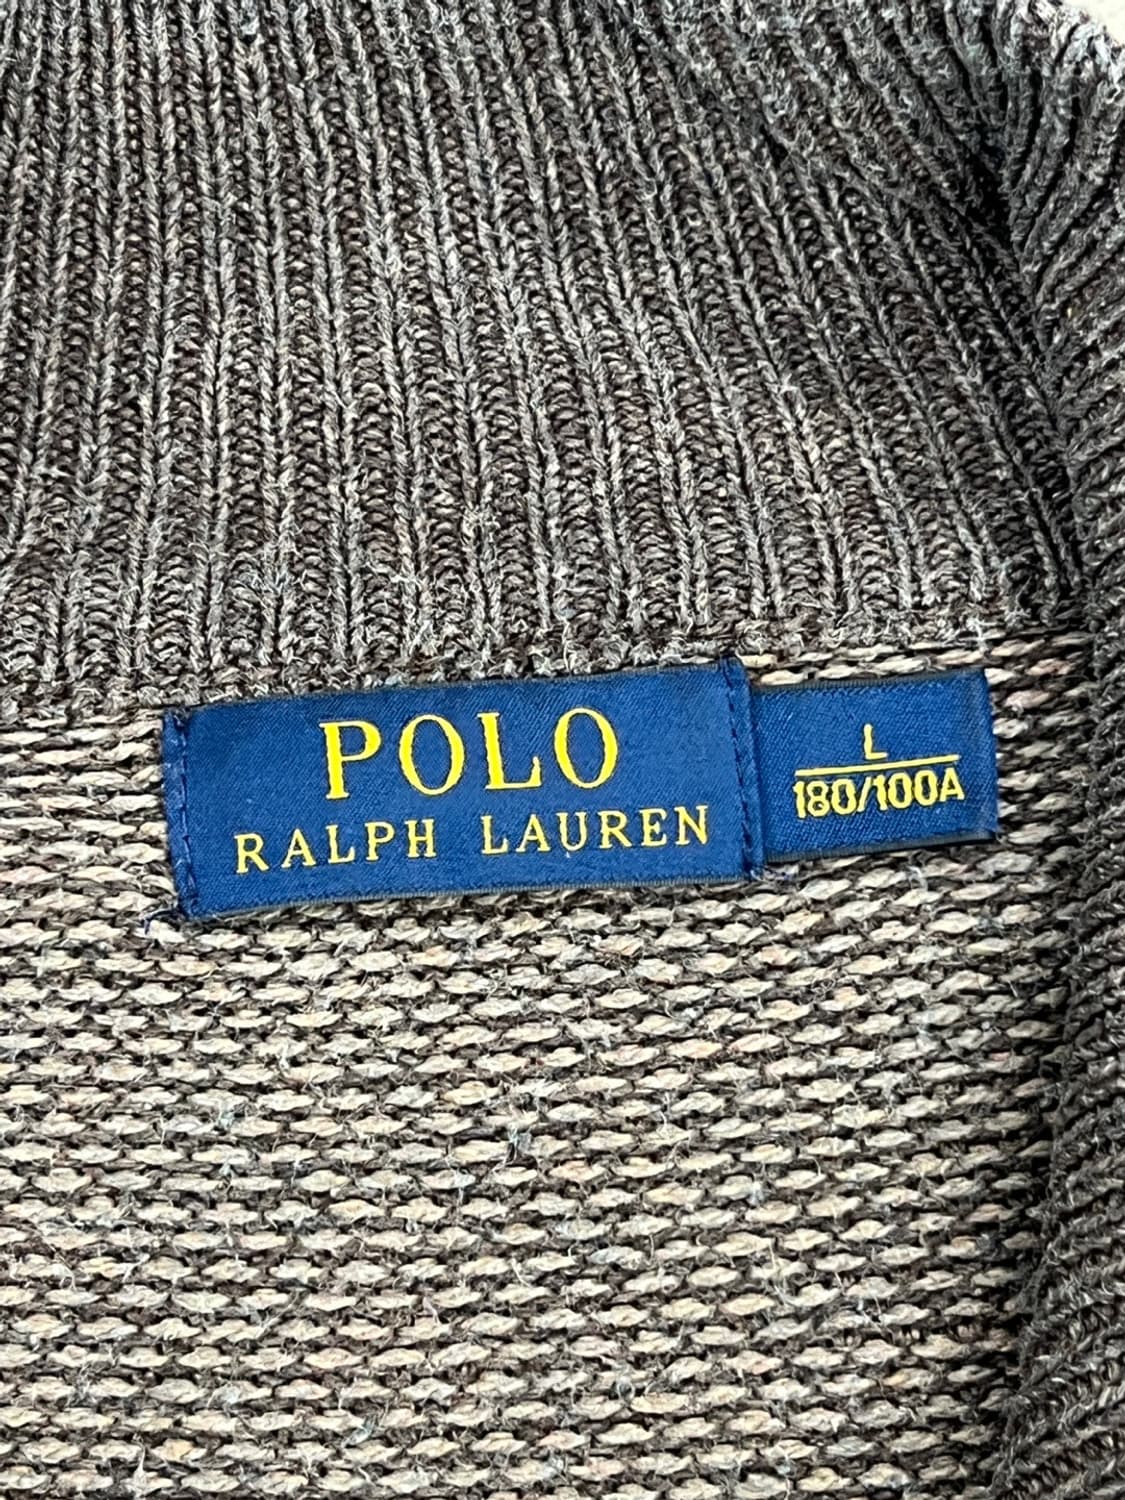 POLO
RALPH LAUREN
L
180/100A